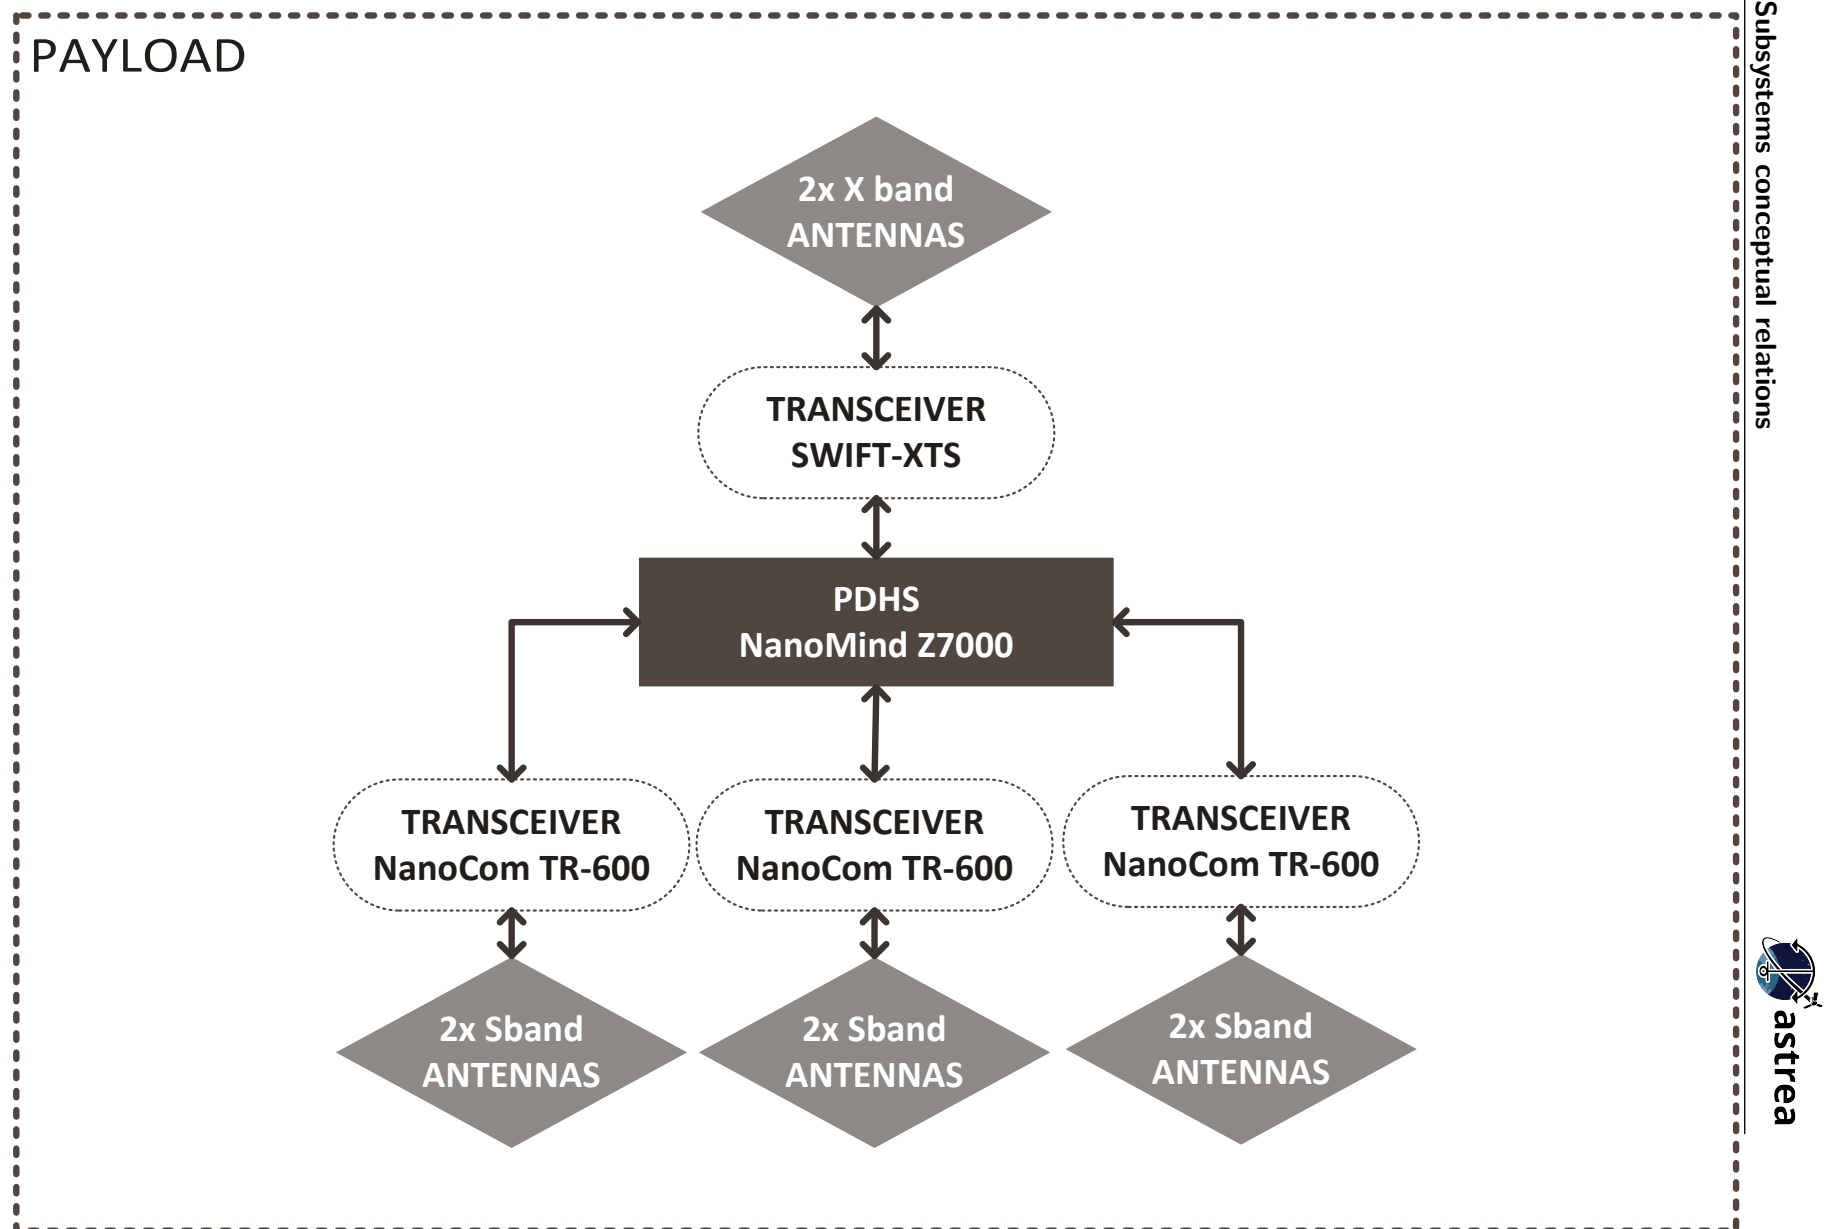 PAYLOAD
2x X band
ANTENNAS
TRANSCEIVER
SWIFT-XTS
PDHS
NanoMind Z7000
TRANSCEIVER
NanoCom TR-600
TRANSCEIVER
NanoCom TR-600
TRANSCEIVER
NanoCom TR-600
2x Sband
ANTENNAS
2x Sband
ANTENNAS
2x Sband
ANTENNAS
Subsystems conceptual relations
astrea